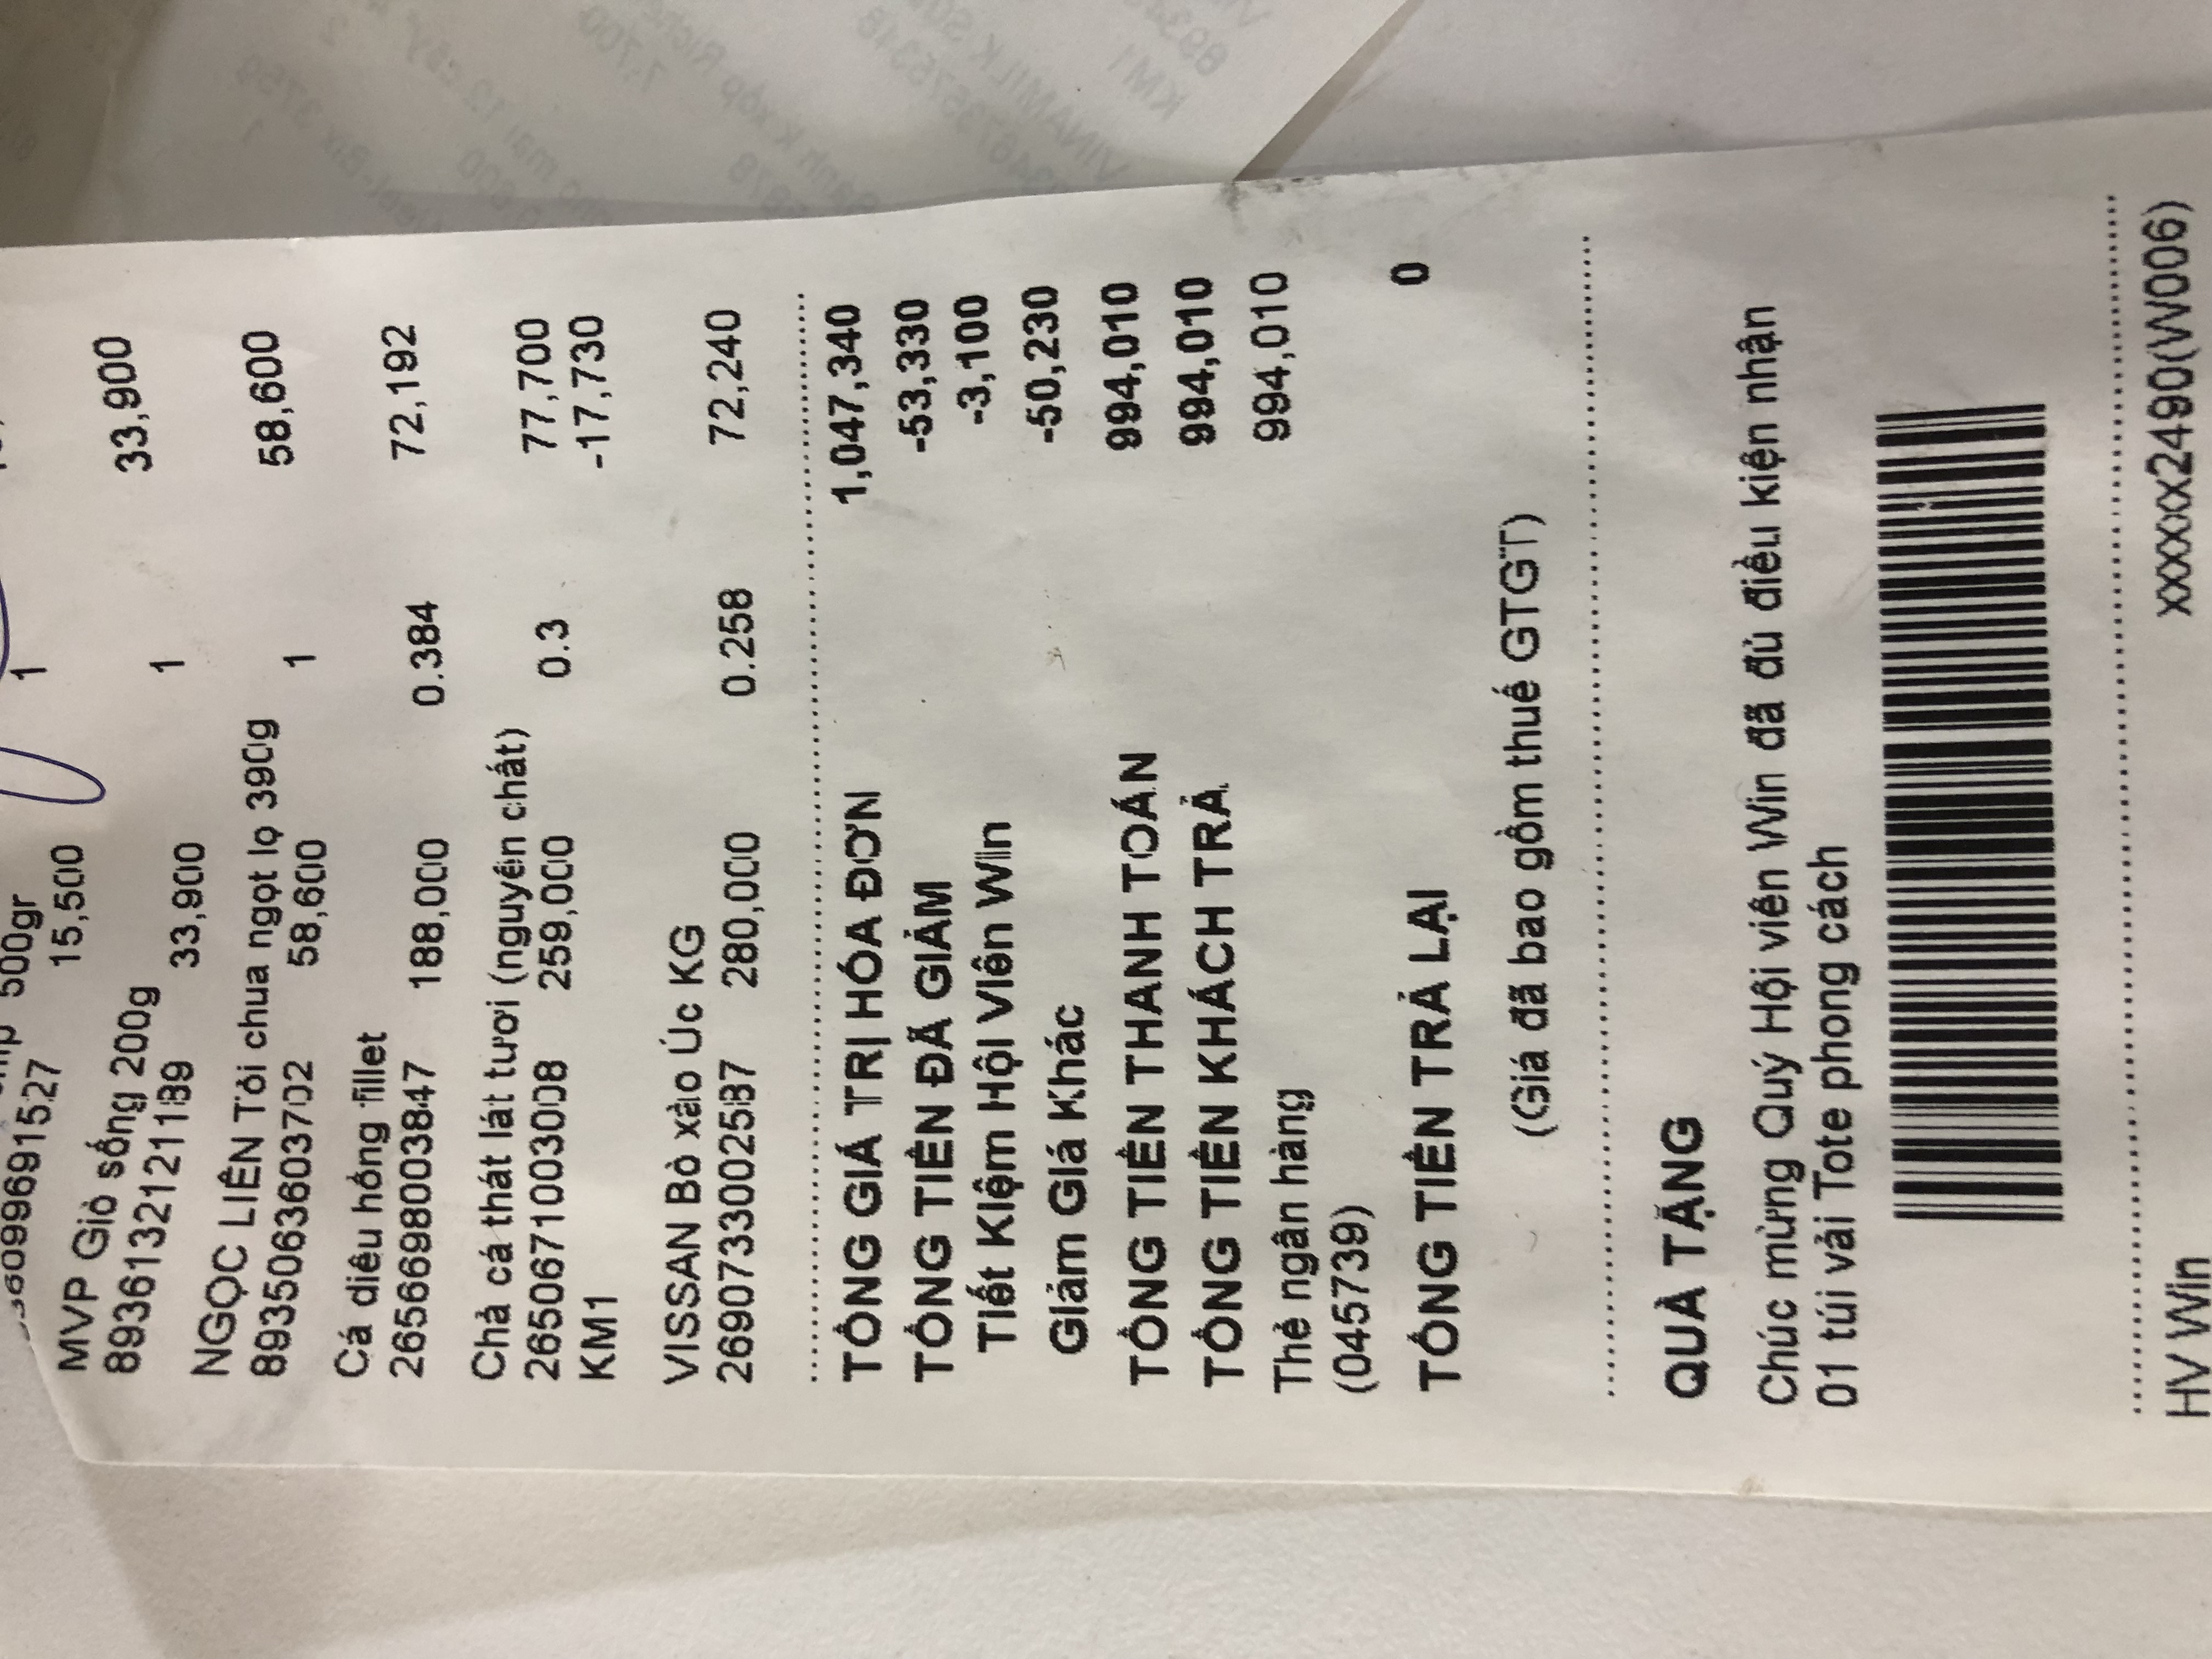 500gr
15,500 1
MVP Giò sống 200g
8936132121189 33,900 1 33,900
NGỌC LIÊN Tỏi chua ngọt lọ 390g
8935063603702 58,600 1 58,600
Cá diêu hồng fillet
2656698003847 188,000 0.384 72,192
Chả cá thát lát tươi (nguyên chất)
2650671003008 259,000 0.3 77,700
KM1 -17,730
VISSAN Bò xào Úc KG
2690733002587 280,000 0.258 72,240
TỔNG GIÁ TRỊ HÓA ĐƠN 1,047,340
TỔNG TIỀN ĐÃ GIẢM -53,330
Tiết Kiệm Hội Viên Win -3,100
Giảm Giá Khác -50,230
TỔNG TIỀN THANH TOÁN 994,010
TỔNG TIỀN KHÁCH TRẢ 994,010
Thẻ ngân hàng 994,010
(045739)
TỔNG TIỀN TRẢ LẠI 0
(Giá đã bao gồm thuế GTGT)
QUÀ TẶNG
Chúc mừng Quý Hội viên Win đã đủ điều kiện nhận
01 túi vải Tote phong cách
HV Win xxxxxx2490(W006)